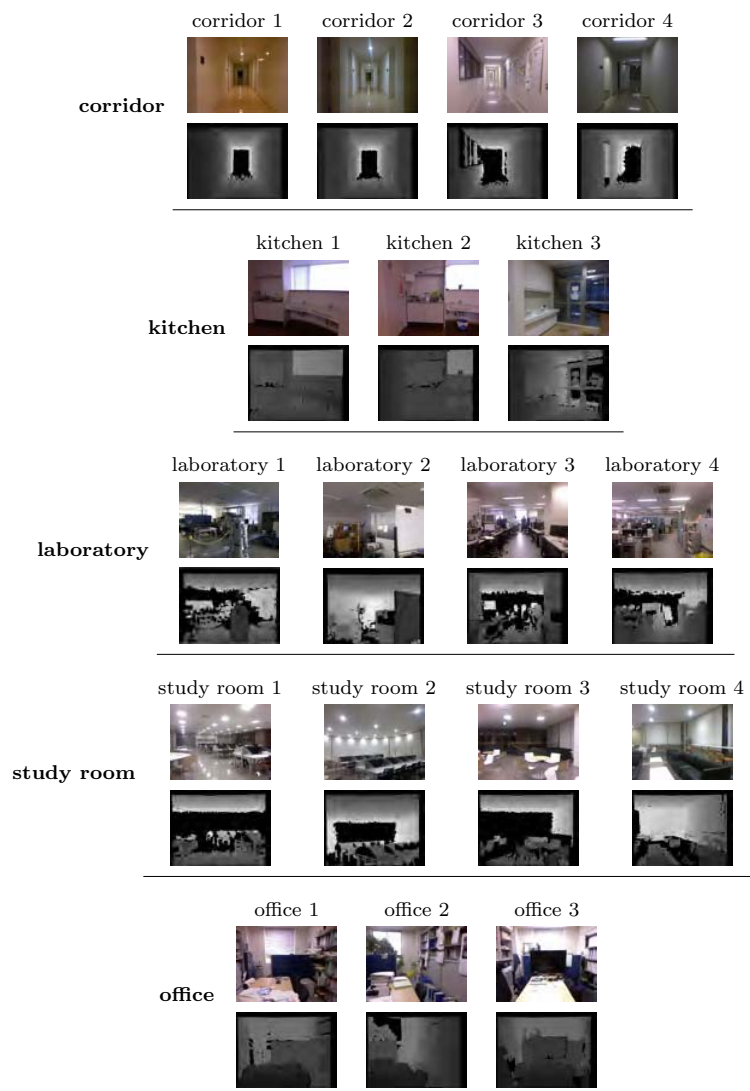 corridor 1 corridor 2 corridor 3 corridor 4
corridor
kitchen 1 kitchen 2 kitchen 3
kitchen
laboratory 1 laboratory 2 laboratory 3 laboratory 4
laboratory
study room 1 study room 2 study room 3 study room 4
study room
office 1 office 2 office 3
office